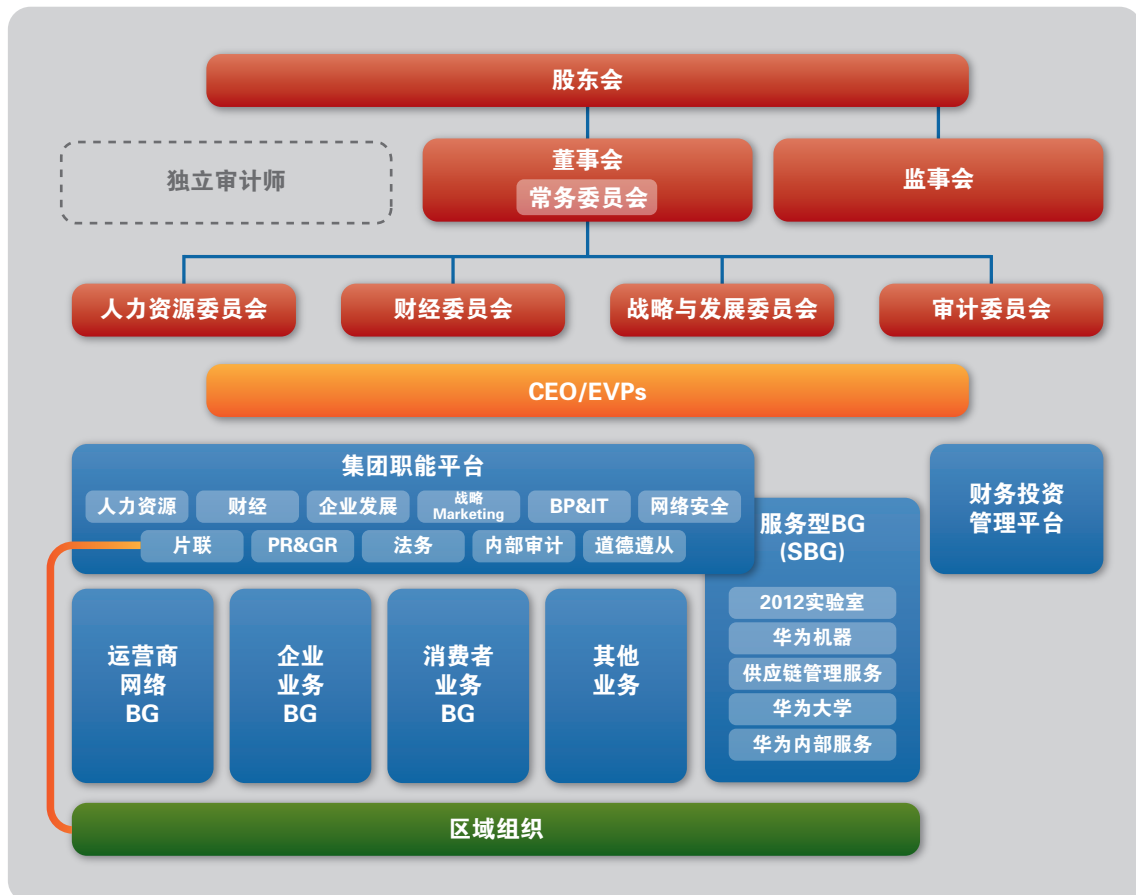 股东会
独立审计师
董事会
常务委员会
监事会
人力资源委员会
财经委员会
战略与发展委员会
审计委员会
CEO/EVPs
集团职能平台
人力资源
财经
企业发展
战略
Marketing
BP&IT
网络安全
片联
PR&GR
法务
内部审计
道德遵从
服务型BG
(SBG)
2012实验室
华为机器
供应链管理服务
华为大学
华为内部服务
财务投资
管理平台
运营商
网络
BG
企业
业务
BG
消费者
业务
BG
其他
业务
区域组织